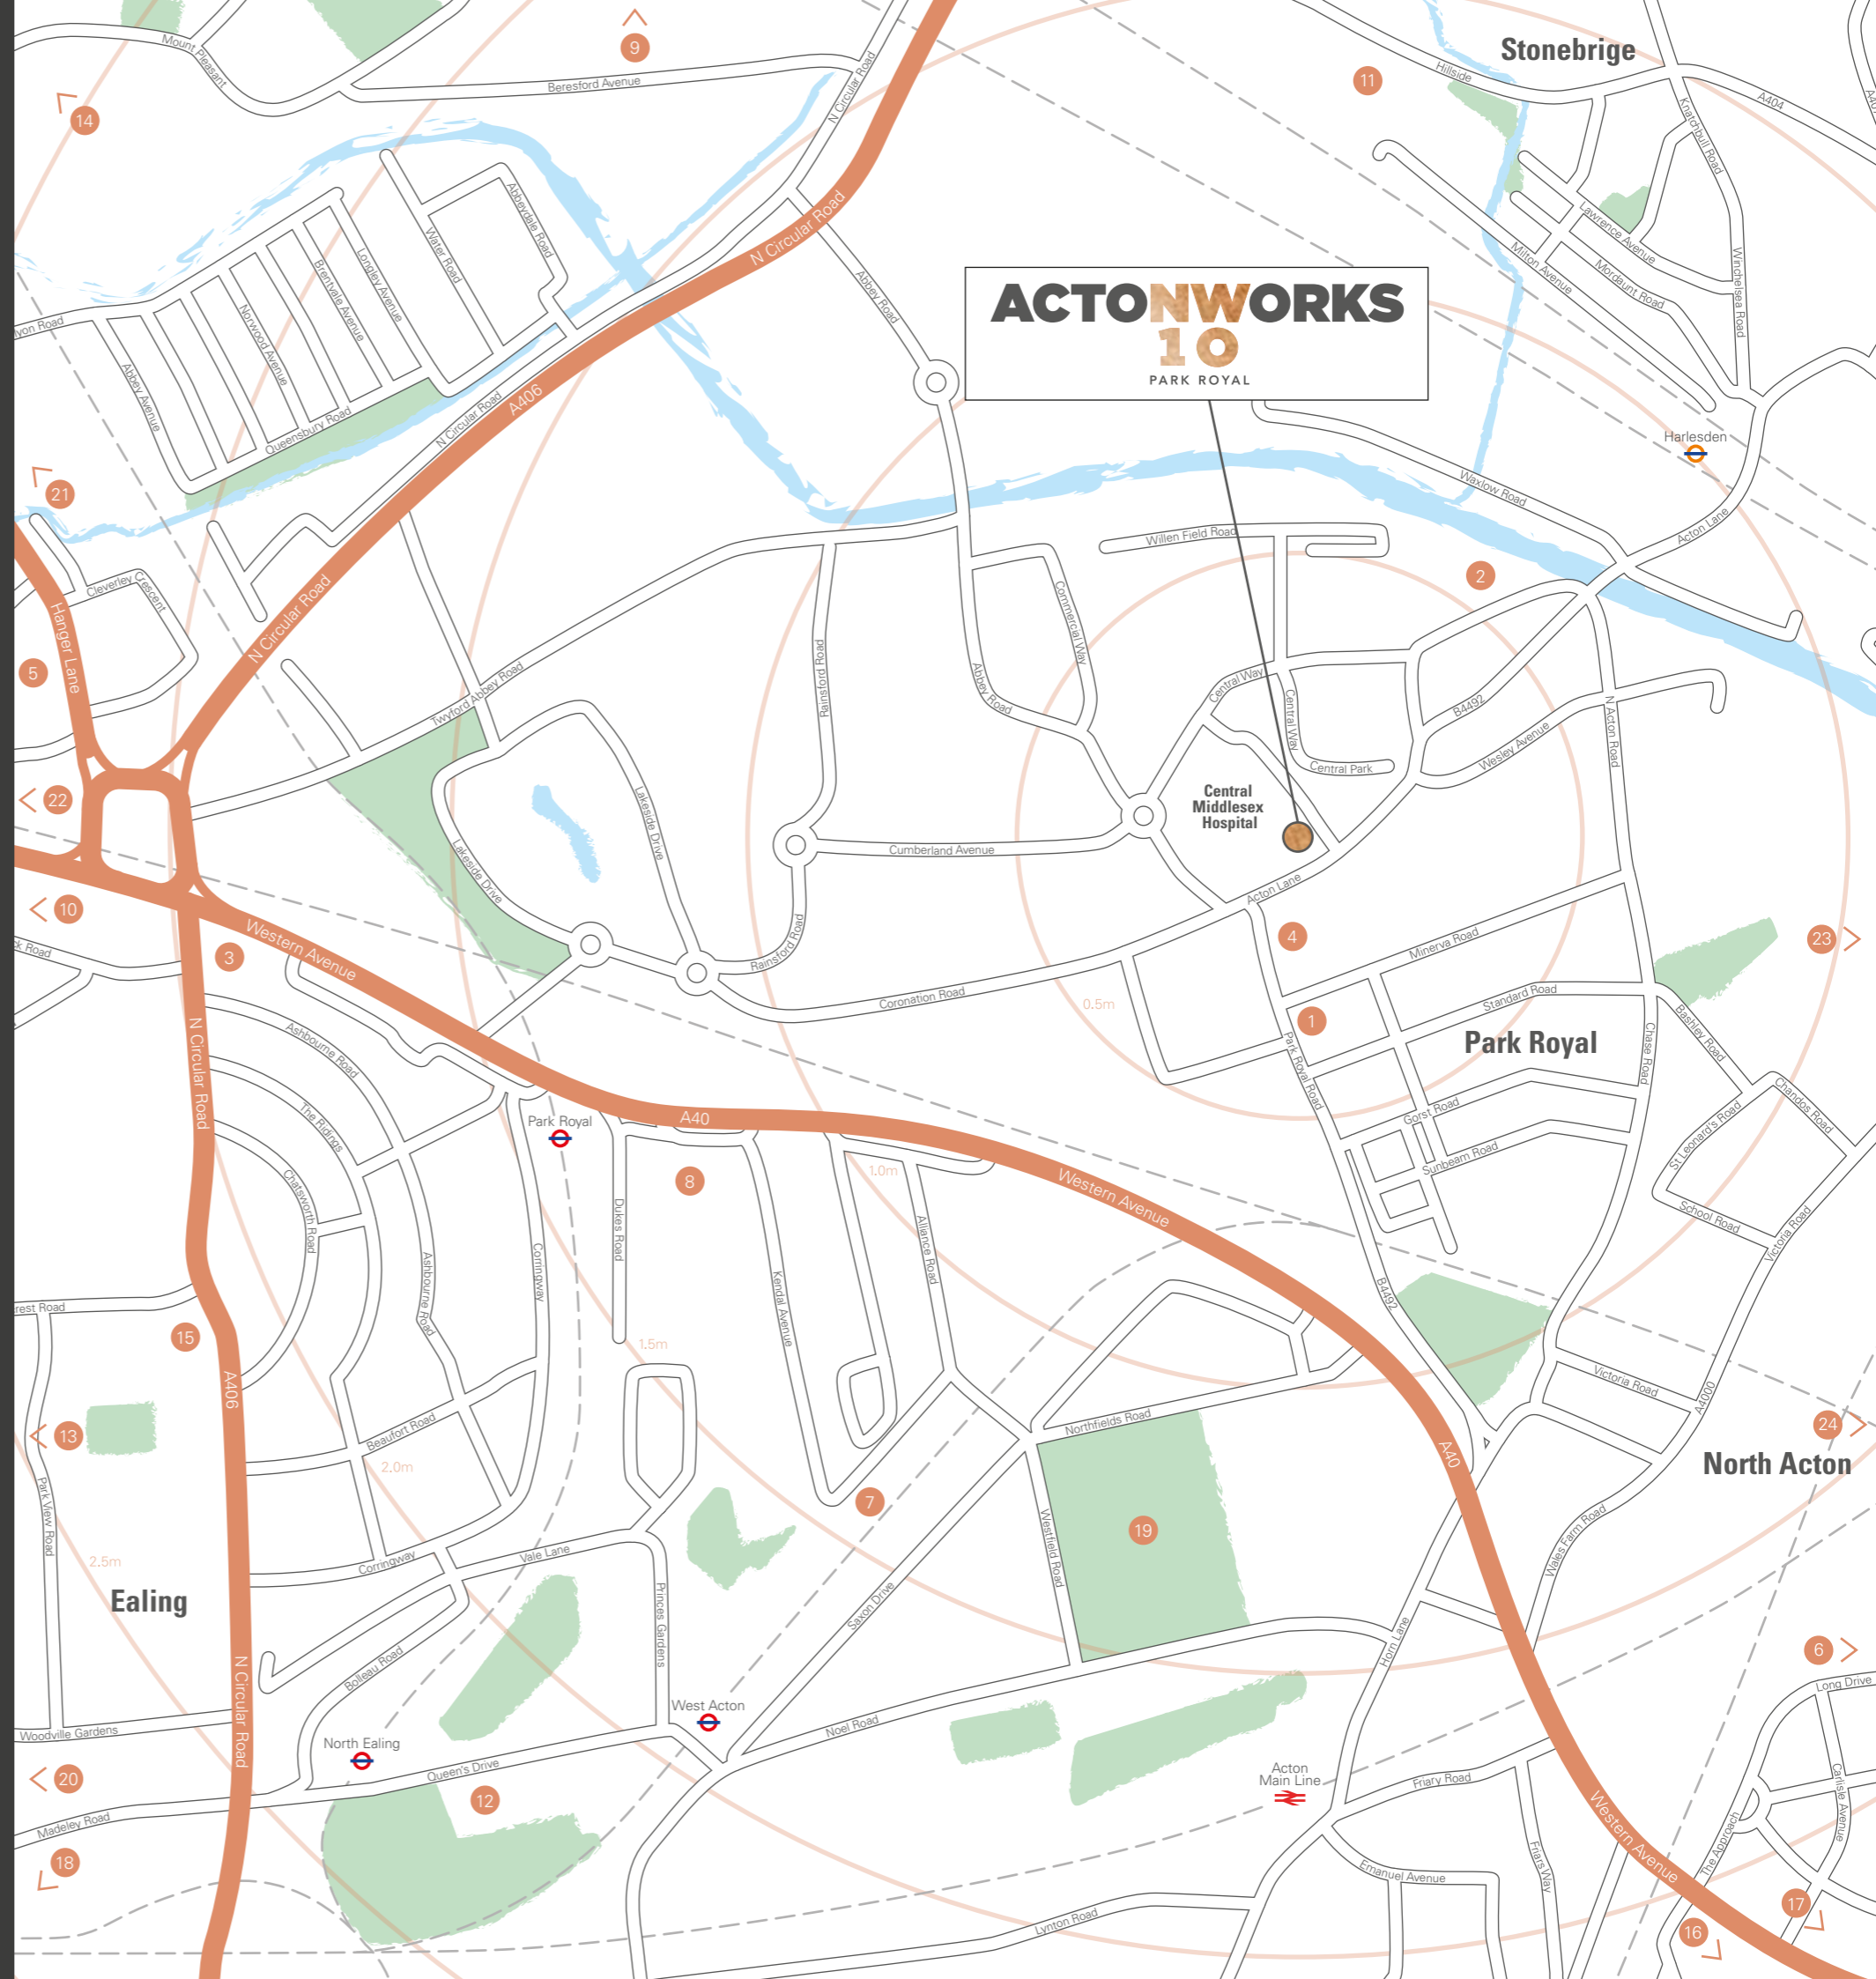 Stonebrige
9
11
14
Mount Pleasant
Beresford Avenue
N Circular Road
Hillside
A404
Knatchbull Road
Abbeydale Road
Water Road
Longley Avenue
Brentvale Avenue
Norwood Avenue
Abbey Avenue
Queensbury Road
N Circular Road
A406
N Circular Road
Abbey Road
Lawrence Avenue
Milton Avenue
Mordaunt Road
Winchelsea Road
ACTONWORKS
10
PARK ROYAL
Harlesden
Waxlow Road
Acton Lane
21
Cleverley Crescent
Hanger Lane
5
N Circular Road
Willen Field Road
2
Commercial Way
Rainsford Road
Twyford Abbey Road
Abbey Road
Central Way
Central Way
Central Park
B4492
Wesley Avenue
N Acton Road
22
Lakeside Drive
Lakeside Drive
Central
Middlesex
Hospital
Cumberland Avenue
Acton Lane
10
3
Western Avenue
Rainsford Road
Coronation Road
0.5m
4
Minerva Road
23
Standard Road
1
Park Royal
Park Royal Road
Bashley Road
Chase Road
Chandos Road
St Leonard's Road
School Road
Victoria Road
Gorst Road
Sunbeam Road
N Circular Road
Ashbourne Road
The Ridings
Chatsworth Road
Park Royal
A40
8
1.0m
Western Avenue
Dukes Road
Corringway
Ashbourne Road
Kendal Avenue
Alliance Road
B4492
15
1.5m
A406
Victoria Road
A4000
24
13
Beaufort Road
2.0m
Northfields Road
A40
North Acton
Park View Road
7
19
Westfield Road
Wales Farm Road
2.5m
Corringway
Vale Lane
Ealing
Princes Gardens
Saxon Drive
Horn Lane
6
Long Drive
N Circular Road
Bolleau Road
Woodville Gardens
North Ealing
West Acton
Noel Road
20
Queen's Drive
12
Acton
Main Line
Friary Road
Carlisle Avenue
Madeley Road
18
Western Avenue
The Approach
Emanuel Avenue
Friars Way
17
16
Lynton Road